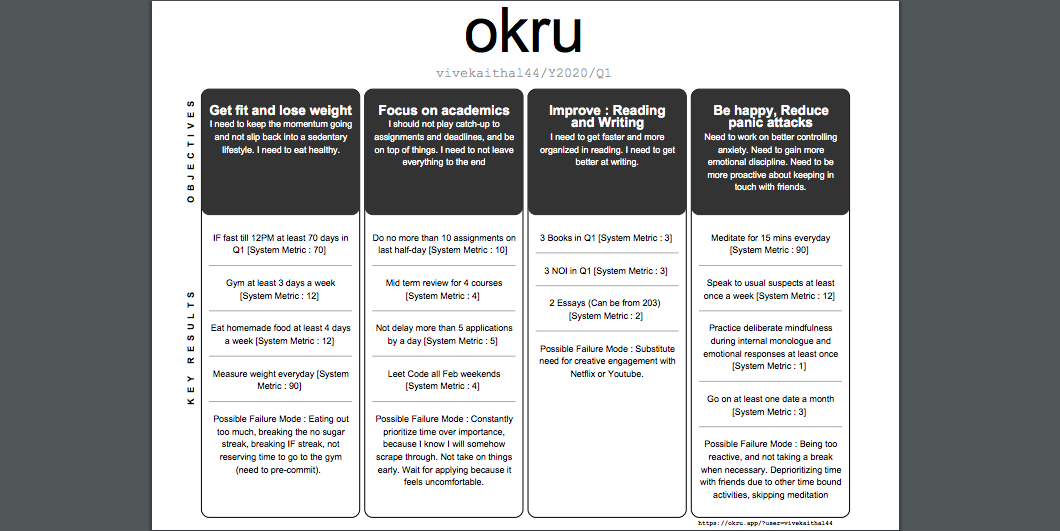 okru
vivekaithal44/Y2020/Q1
OBJECTIVES
Get fit and lose weight
I need to keep the momentum going
and not slip back into a sedentary
lifestyle. I need to eat healthy.
Focus on academics
I should not play catch-up to
assignments and deadlines, and be
on top of things. I need to not leave
everything to the end
Improve : Reading
and Writing
I need to get faster and more
organized in reading. I need to get
better at writing.
Be happy, Reduce
panic attacks
Need to work on better controlling
anxiety. Need to gain more
emotional discipline. Need to be
more proactive about keeping in
touch with friends.
KEY RESULTS
IF fast till 12PM at least 70 days in
Q1 [System Metric : 70]
Gym at least 3 days a week
[System Metric : 12]
Eat homemade food at least 4 days
a week [System Metric : 12]
Measure weight everyday [System
Metric : 90]
Possible Failure Mode : Eating out
too much, breaking the no sugar
streak, breaking IF streak, not
reserving time to go to the gym
(need to pre-commit).
Do no more than 10 assignments on
last half-day [System Metric : 10]
Mid term review for 4 courses
[System Metric : 4]
Not delay more than 5 applications
by a day [System Metric : 5]
Leet Code all Feb weekends
[System Metric : 4]
Possible Failure Mode : Constantly
prioritize time over importance,
because I know I will somehow
scrape through. Not take on things
early. Wait for applying because it
feels uncomfortable.
3 Books in Q1 [System Metric : 3]
3 NOI in Q1 [System Metric : 3]
2 Essays (Can be from 203)
[System Metric : 2]
Possible Failure Mode : Substitute
need for creative engagement with
Netflix or Youtube.
Meditate for 15 mins everyday
[System Metric : 90]
Speak to usual suspects at least
once a week [System Metric : 12]
Practice deliberate mindfulness
during internal monologue and
emotional responses at least once
[System Metric : 1]
Go on at least one date a month
[System Metric : 3]
Possible Failure Mode : Being too
reactive, and not taking a break
when necessary. Deprioritizing time
with friends due to other time bound
activities, skipping meditation
https://okru.app/?user=vivekaithal44